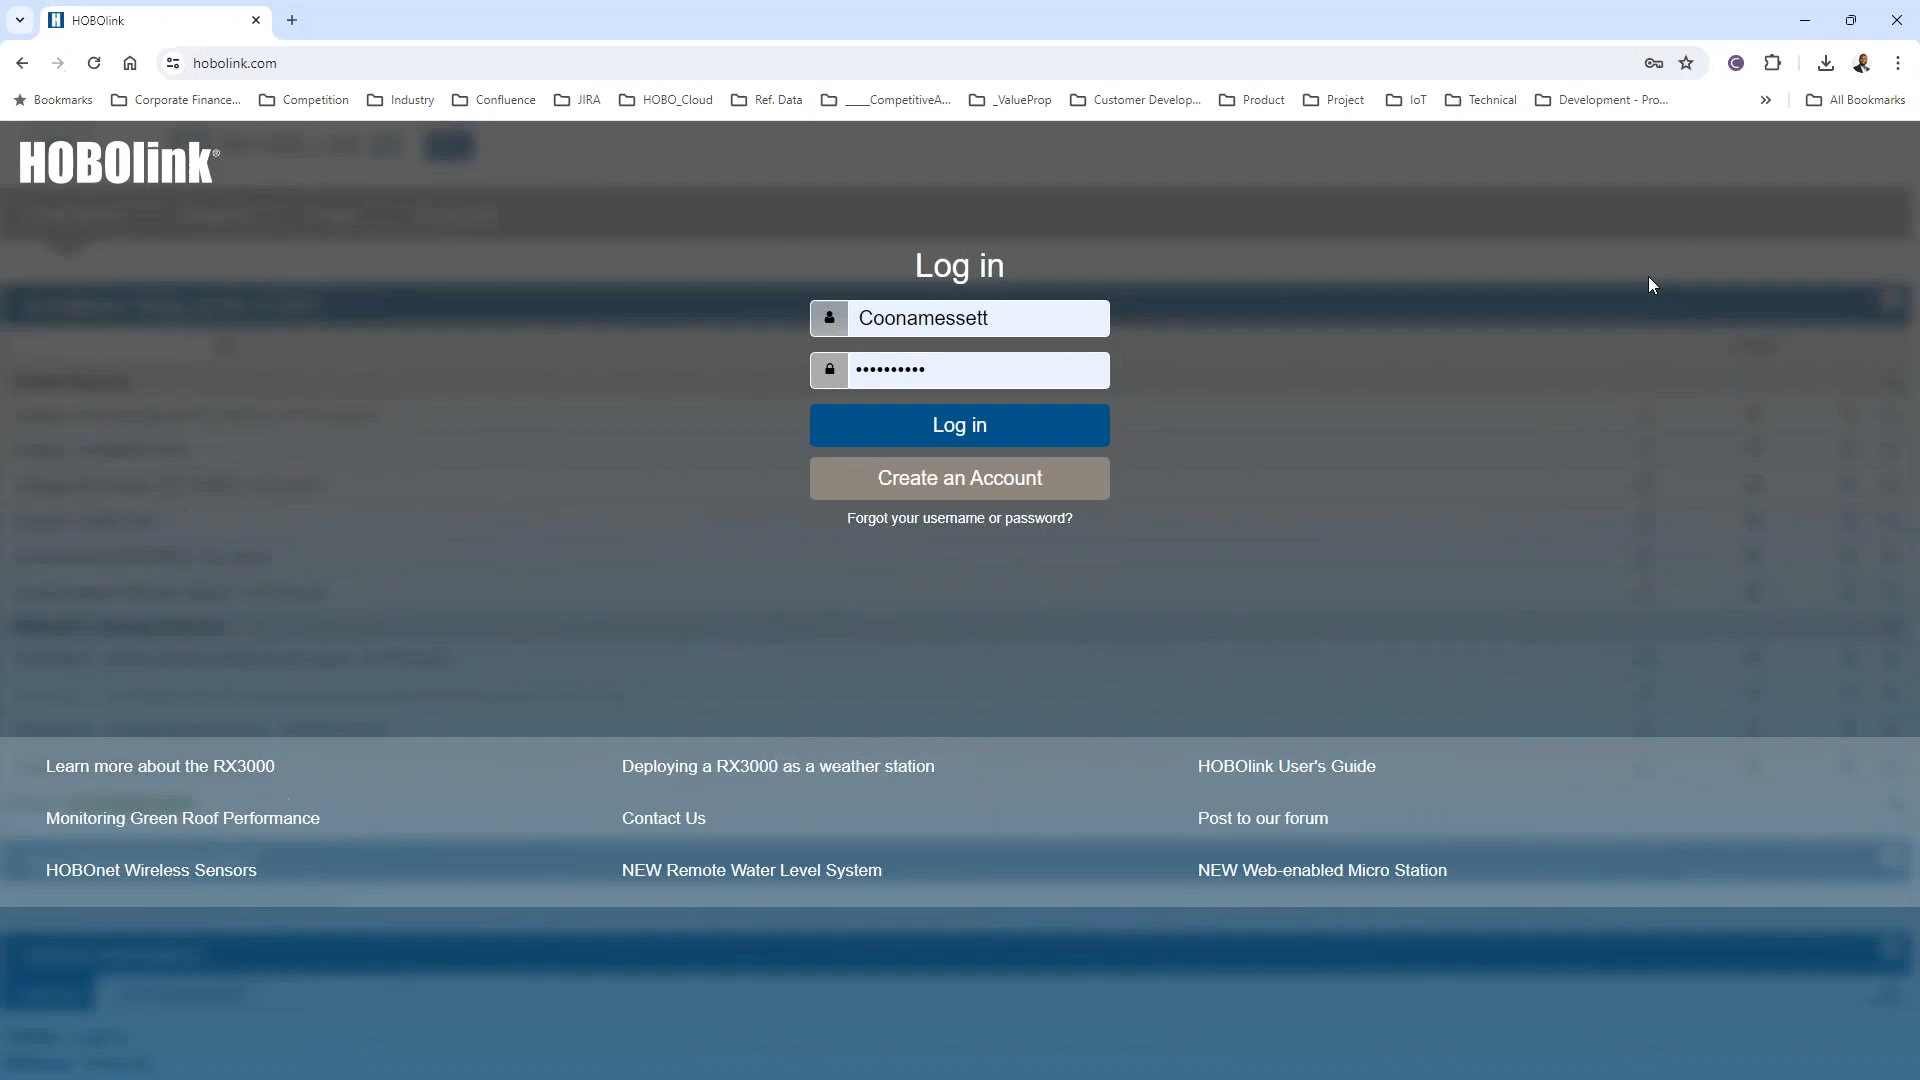 HOBOlink
hobolink.com
Bookmarks
Corporate Finance...
Competition
Industry
Confluence
JIRA
HOBO_Cloud
Ref. Data
____CompetitiveA...
_ValueProp
Customer Develop...
Product
Project
IoT
Technical
Development - Pro...
»
All Bookmarks
HOBOlink®
Log in
Coonamessett
••••••••••
Log in
Create an Account
Forgot your username or password?
Learn more about the RX3000
Deploying a RX3000 as a weather station
HOBOlink User's Guide
Monitoring Green Roof Performance
Contact Us
Post to our forum
HOBOnet Wireless Sensors
NEW Remote Water Level System
NEW Web-enabled Micro Station